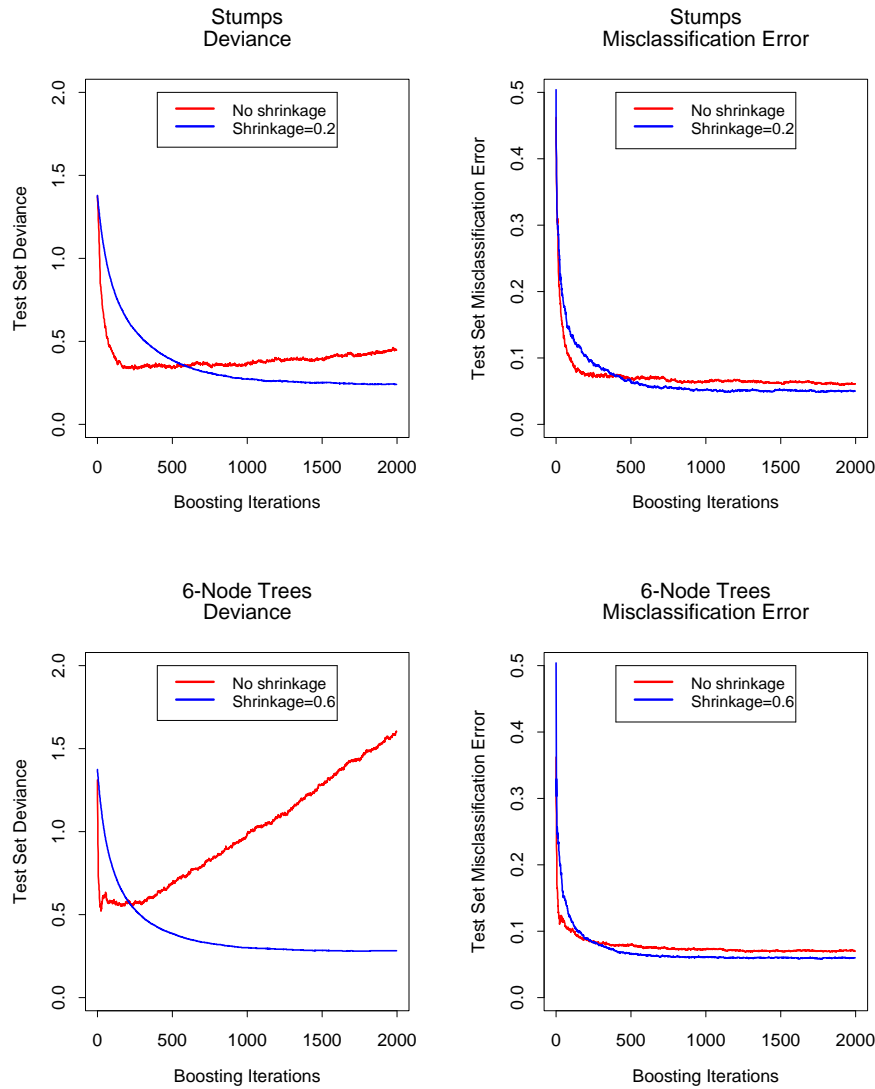 Stumps
Deviance
No shrinkage
Shrinkage=0.2
2.0
1.5
1.0
0.5
0.0
Test Set Deviance
0 500 1000 1500 2000
Boosting Iterations
Stumps
Misclassification Error
No shrinkage
Shrinkage=0.2
0.5
0.4
0.3
0.2
0.1
0.0
Test Set Misclassification Error
0 500 1000 1500 2000
Boosting Iterations
6-Node Trees
Deviance
No shrinkage
Shrinkage=0.6
2.0
1.5
1.0
0.5
0.0
Test Set Deviance
0 500 1000 1500 2000
Boosting Iterations
6-Node Trees
Misclassification Error
No shrinkage
Shrinkage=0.6
0.5
0.4
0.3
0.2
0.1
0.0
Test Set Misclassification Error
0 500 1000 1500 2000
Boosting Iterations